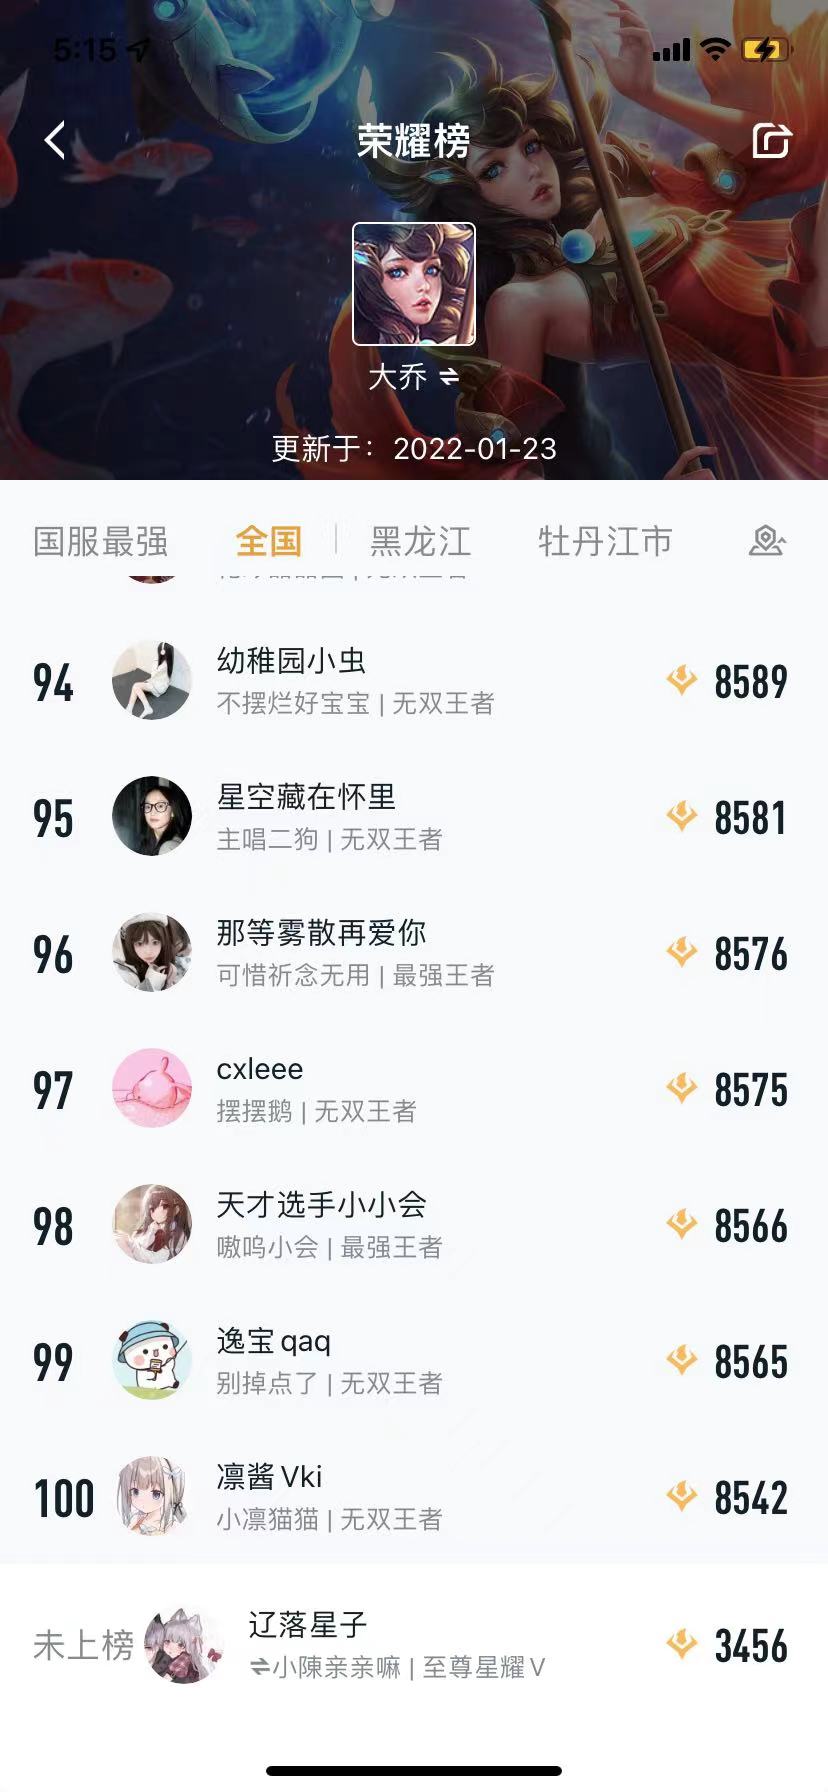 5:15
荣耀榜
大乔 ⇌
更新于：2022-01-23
国服最强 全国 | 黑龙江 牡丹江市
94 幼稚园小虫 8589
不摆烂好宝宝 | 无双王者
95 星空藏在怀里 8581
主唱二狗 | 无双王者
96 那等雾散再爱你 8576
可惜祈念无用 | 最强王者
97 cxleee 8575
摆摆鹅 | 无双王者
98 天才选手小小会 8566
嗷呜小会 | 最强王者
99 逸宝qaq 8565
别掉点了 | 无双王者
100 凛酱Vki 8542
小凛猫猫 | 无双王者
未上榜 辽落星子 3456
⇌小陳亲亲嘛 | 至尊星耀V